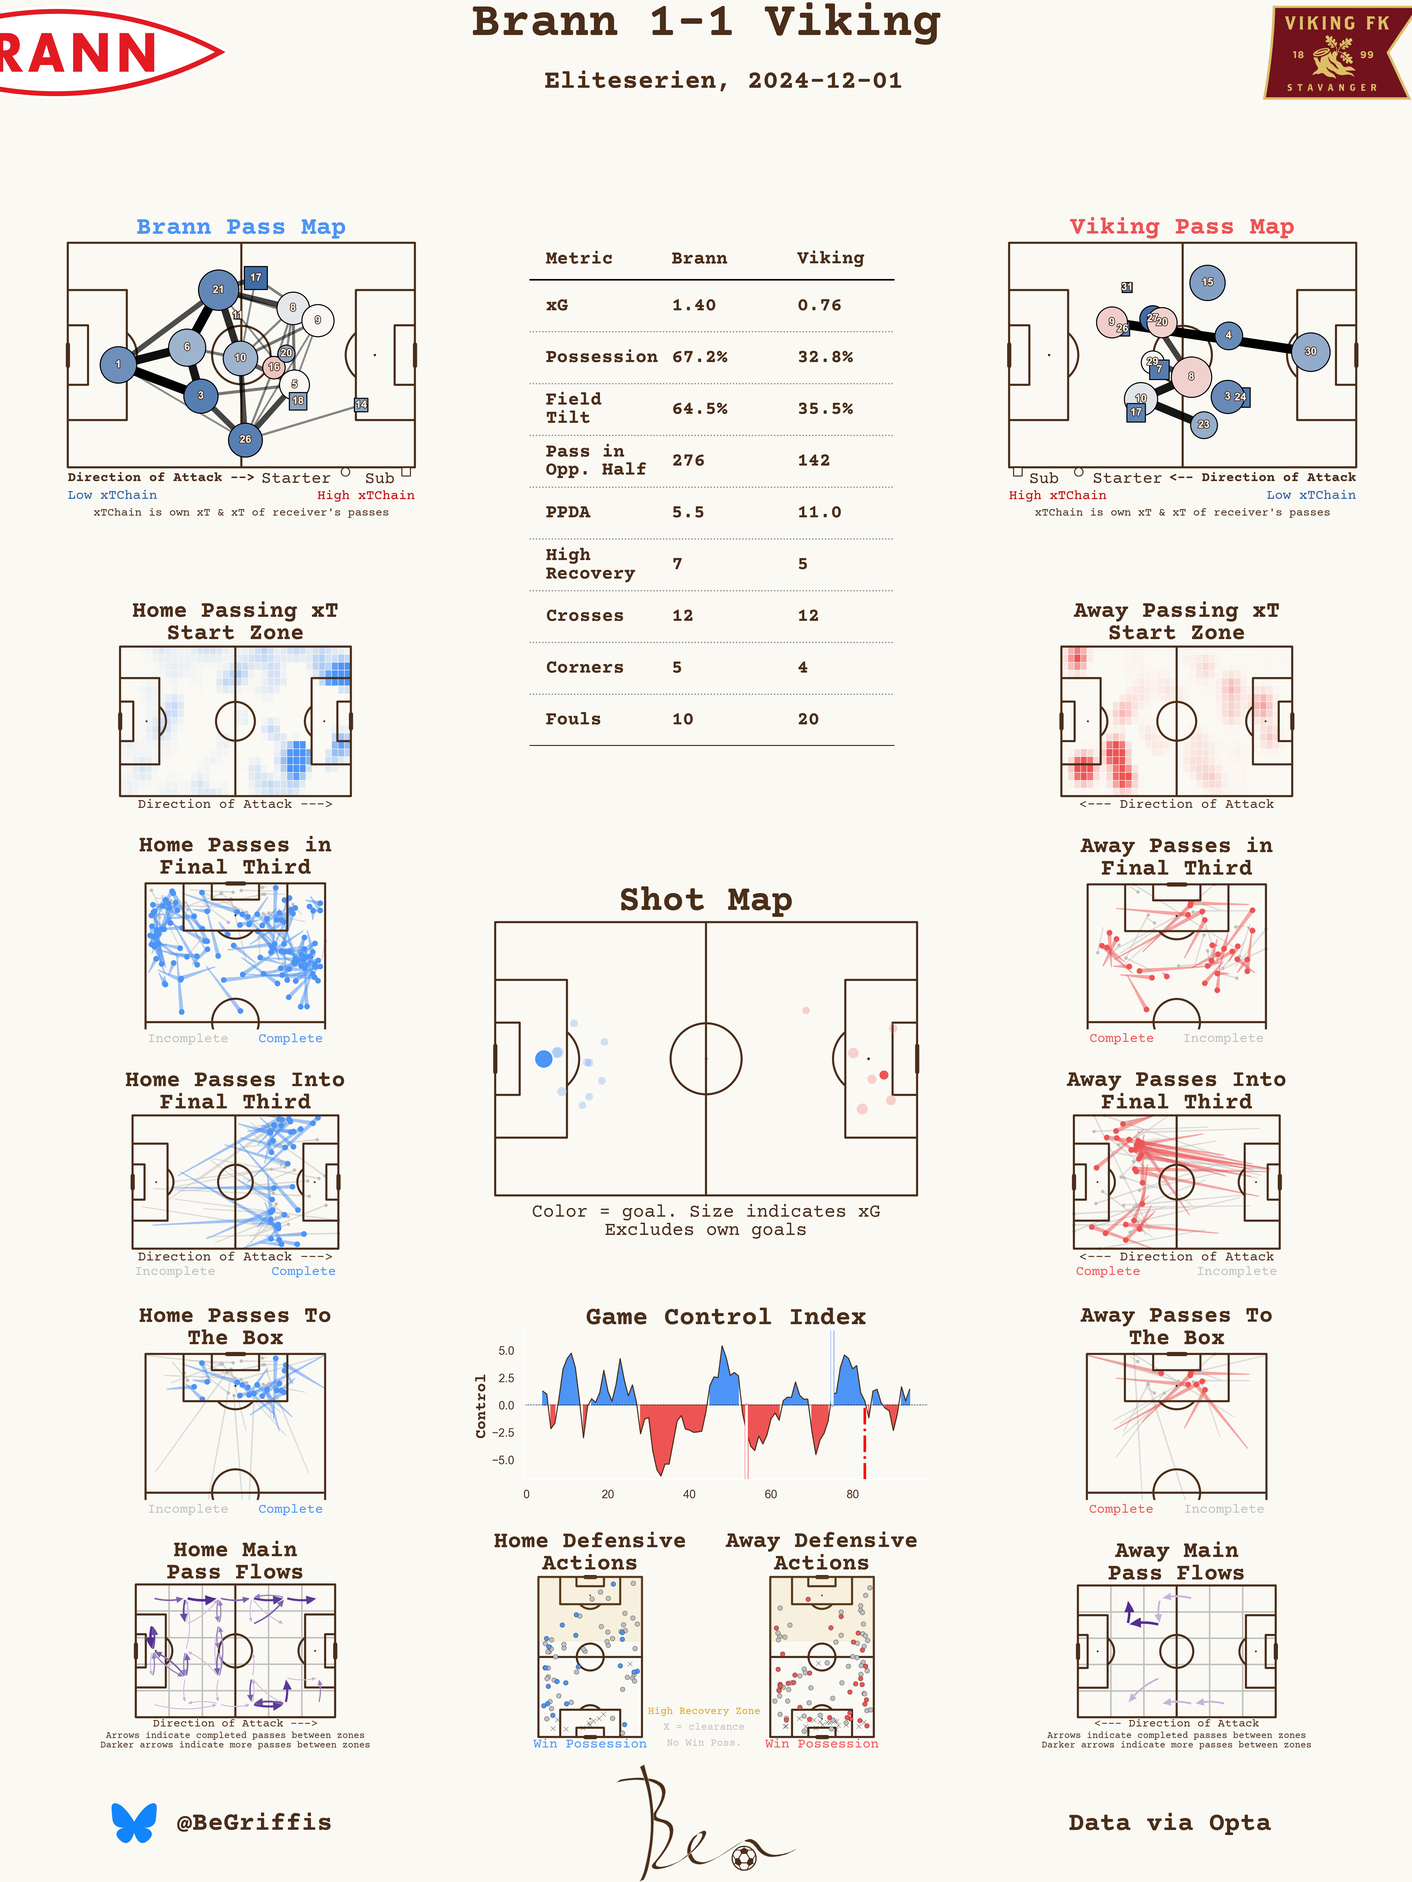 Brann 1-1 Viking
Eliteserien, 2024-12-01
RANN
VIKING FK
18 99
STAVANGER
Brann Pass Map
21
17
11
8
9
6
1
10
20
16
5
3
18
14
26
Direction of Attack --> Starter Sub
Low xTChain High xTChain
xTChain is own xT & xT of receiver's passes
Metric Brann Viking
xG 1.40 0.76
Possession 67.2% 32.8%
Field
Tilt 64.5% 35.5%
Pass in
Opp. Half 276 142
PPDA 5.5 11.0
High
Recovery 7 5
Crosses 12 12
Corners 5 4
Fouls 10 20
Viking Pass Map
31
15
9
26
27
20
4
30
29
7
8
10
17
3
24
23
Sub Starter <-- Direction of Attack
High xTChain Low xTChain
xTChain is own xT & xT of receiver's passes
Home Passing xT
Start Zone
Direction of Attack --->
Away Passing xT
Start Zone
<--- Direction of Attack
Home Passes in
Final Third
Incomplete Complete
Away Passes in
Final Third
Complete Incomplete
Shot Map
Color = goal. Size indicates xG
Excludes own goals
Home Passes Into
Final Third
Direction of Attack --->
Incomplete Complete
Away Passes Into
Final Third
<--- Direction of Attack
Complete Incomplete
Home Passes To
The Box
Incomplete Complete
Game Control Index
Control
5.0
2.5
0.0
−2.5
−5.0
0 20 40 60 80
Away Passes To
The Box
Complete Incomplete
Home Main
Pass Flows
Direction of Attack --->
Arrows indicate completed passes between zones
Darker arrows indicate more passes between zones
Home Defensive
Actions
Win Possession
High Recovery Zone
X = clearance
No Win Poss.
Away Defensive
Actions
Win Possession
Away Main
Pass Flows
<--- Direction of Attack
Arrows indicate completed passes between zones
Darker arrows indicate more passes between zones
@BeGriffis
Ben
Data via Opta